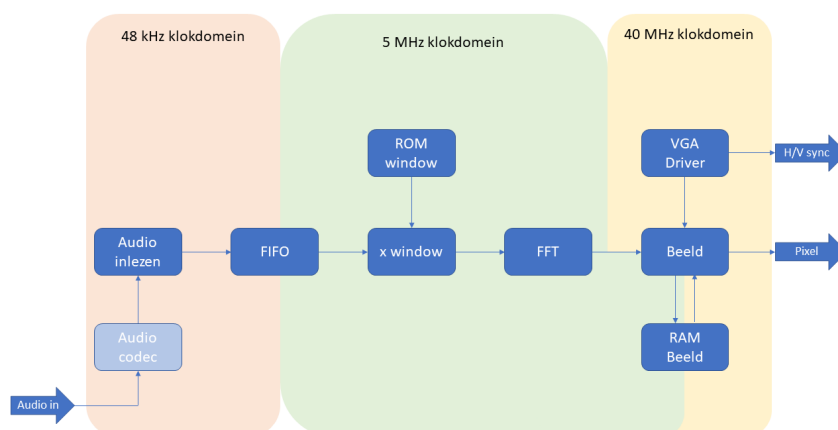 48 kHz klokdomein
5 MHz klokdomein
40 MHz klokdomein
ROM
window
VGA
Driver
H/V sync
Audio
inlezen
FIFO
x window
FFT
Beeld
Pixel
Audio
codec
RAM
Beeld
Audio in